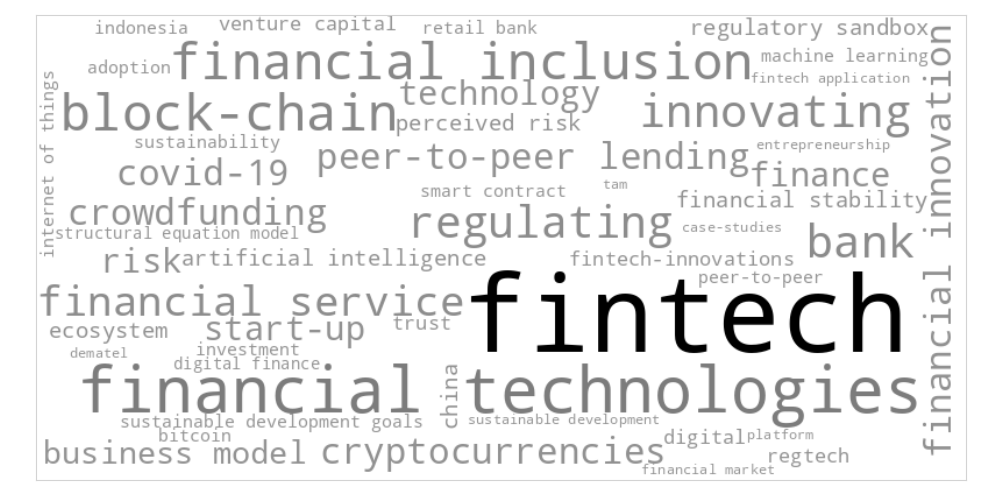 indonesia
venture capital
retail bank
regulatory sandbox
financial inclusion
machine learning
adoption
fintech application
internet of things
block-chain
technology
innovating
perceived risk
financial innovation
sustainability
entrepreneurship
covid-19
peer-to-peer lending
finance
smart contract
tam
financial stability
crowdfunding
regulating
case-studies
structural equation model
bank
risk
artificial intelligence
fintech-innovations
peer-to-peer
financial service
fintech
ecosystem
start-up
trust
dematel
investment
digital finance
financial technologies
china
sustainable development goals
sustainable development
bitcoin
digital
platform
business model
cryptocurrencies
regtech
financial market